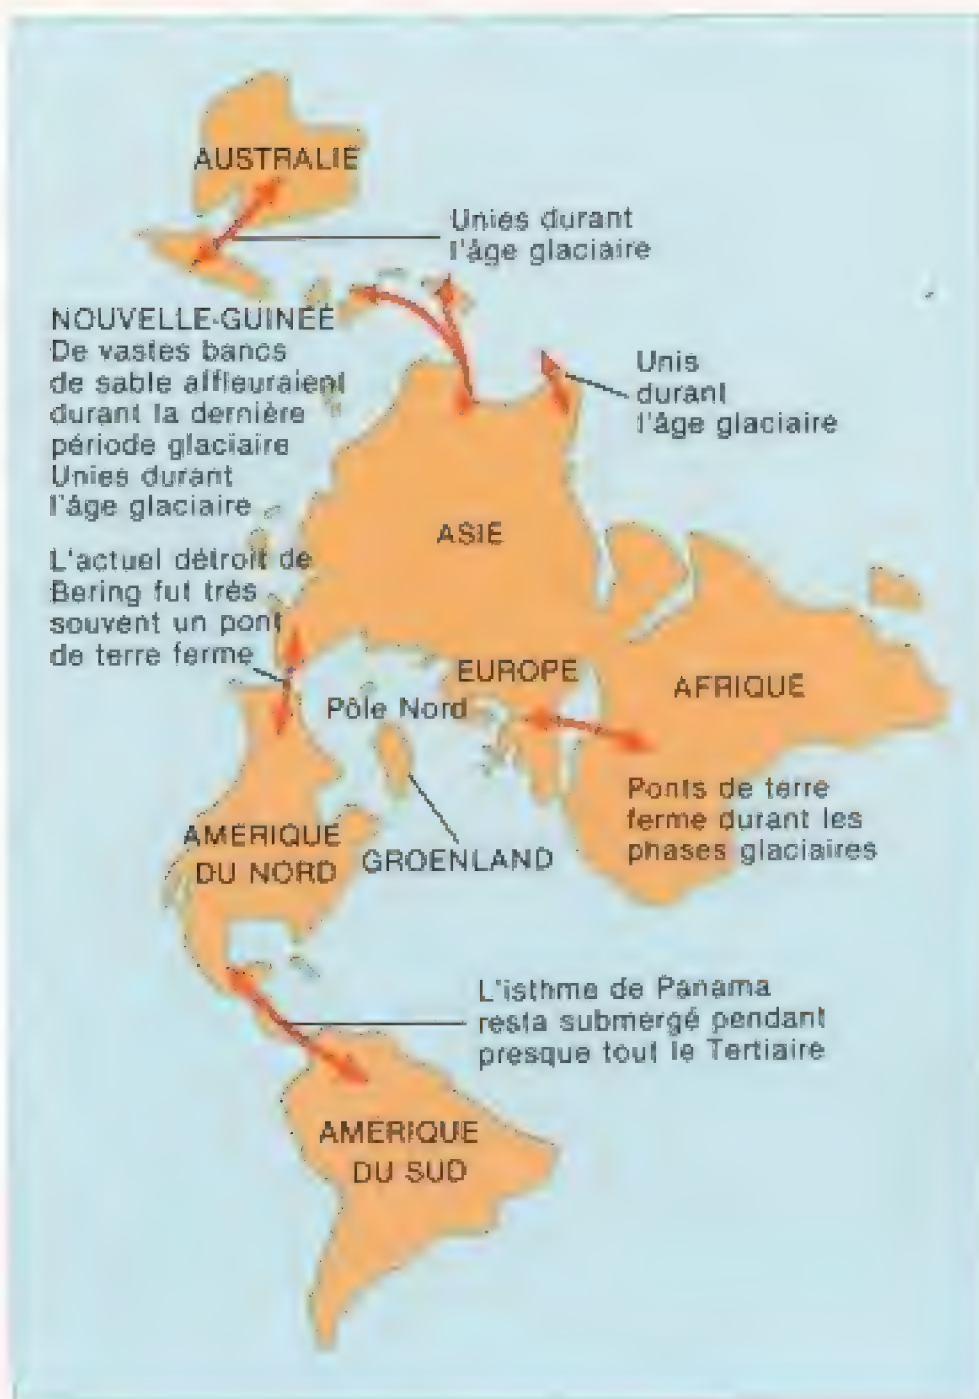 AUSTRALIE
Unies durant
l'âge glaciaire
NOUVELLE-GUINÉE
De vastes bancs
de sable affleuraient
durant la dernière
période glaciaire
Unies durant
l'âge glaciaire
Unis
durant
l'âge glaciaire
ASIE
L'actuel détroit de
Bering fut très
souvent un pont
de terre ferme
EUROPE
AFRIQUE
Pôle Nord
Ponts de terre
ferme durant les
phases glaciaires
AMÉRIQUE
DU NORD
GROENLAND
L'isthme de Panama
resta submergé pendant
presque tout le Tertiaire
AMÉRIQUE
DU SUD